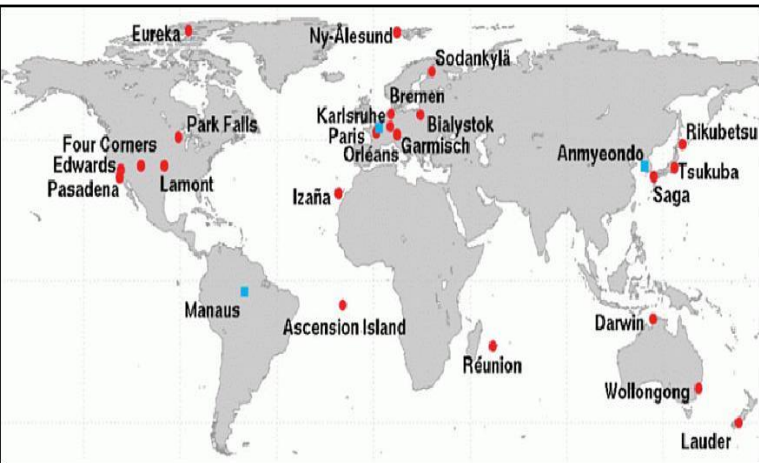 Eureka
Ny-Ålesund
Sodankylä
Bremen
Karlsruhe
Bialystok
Paris
Garmisch
Orléans
Park Falls
Four Corners
Edwards
Pasadena
Lamont
Rikubetsu
Anmyeondo
Tsukuba
Saga
Izaña
Manaus
Ascension Island
Réunion
Darwin
Wollongong
Lauder